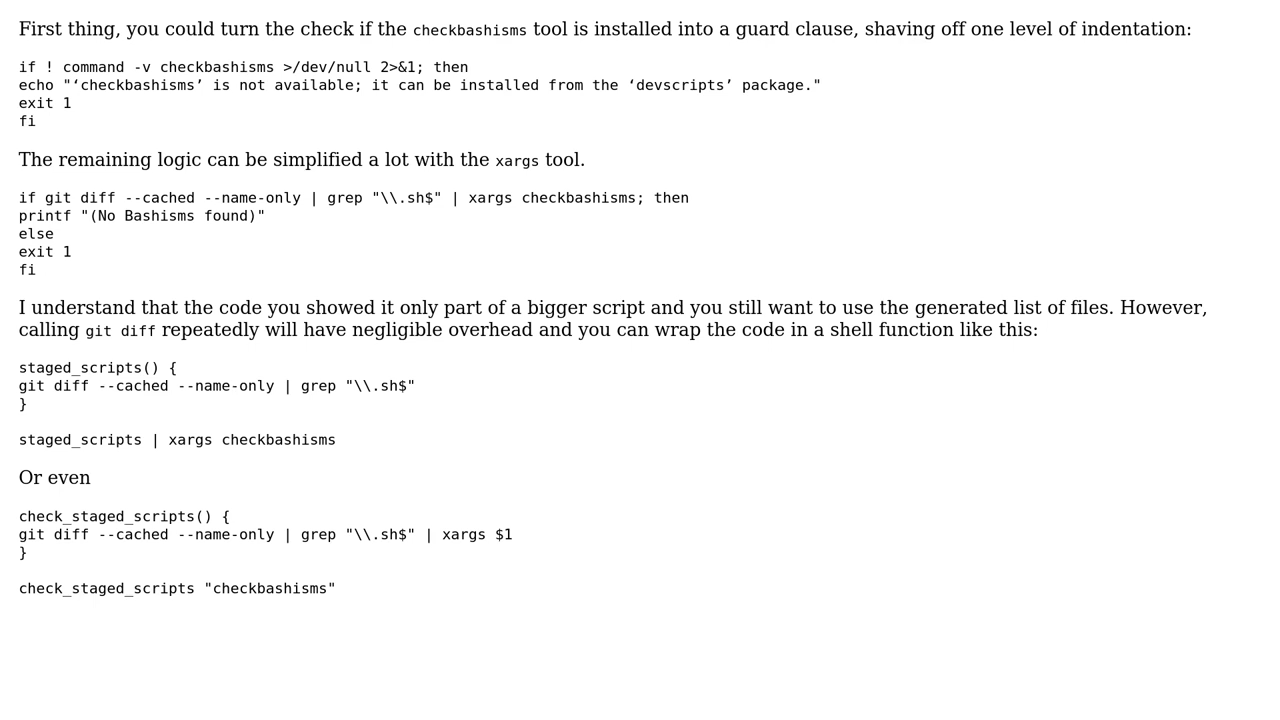 First thing, you could turn the check if the checkbashisms tool is installed into a guard clause, shaving off one level of indentation:
if ! command -v checkbashisms >/dev/null 2>&1; then
echo "‘checkbashisms’ is not available; it can be installed from the ‘devscripts’ package."
exit 1
fi
The remaining logic can be simplified a lot with the xargs tool.
if git diff --cached --name-only | grep "\\.sh$" | xargs checkbashisms; then
printf "(No Bashisms found)"
else
exit 1
fi
I understand that the code you showed it only part of a bigger script and you still want to use the generated list of files. However,
calling git diff repeatedly will have negligible overhead and you can wrap the code in a shell function like this:
staged_scripts() {
git diff --cached --name-only | grep "\\.sh$"
}
staged_scripts | xargs checkbashisms
Or even
check_staged_scripts() {
git diff --cached --name-only | grep "\\.sh$" | xargs $1
}
check_staged_scripts "checkbashisms"